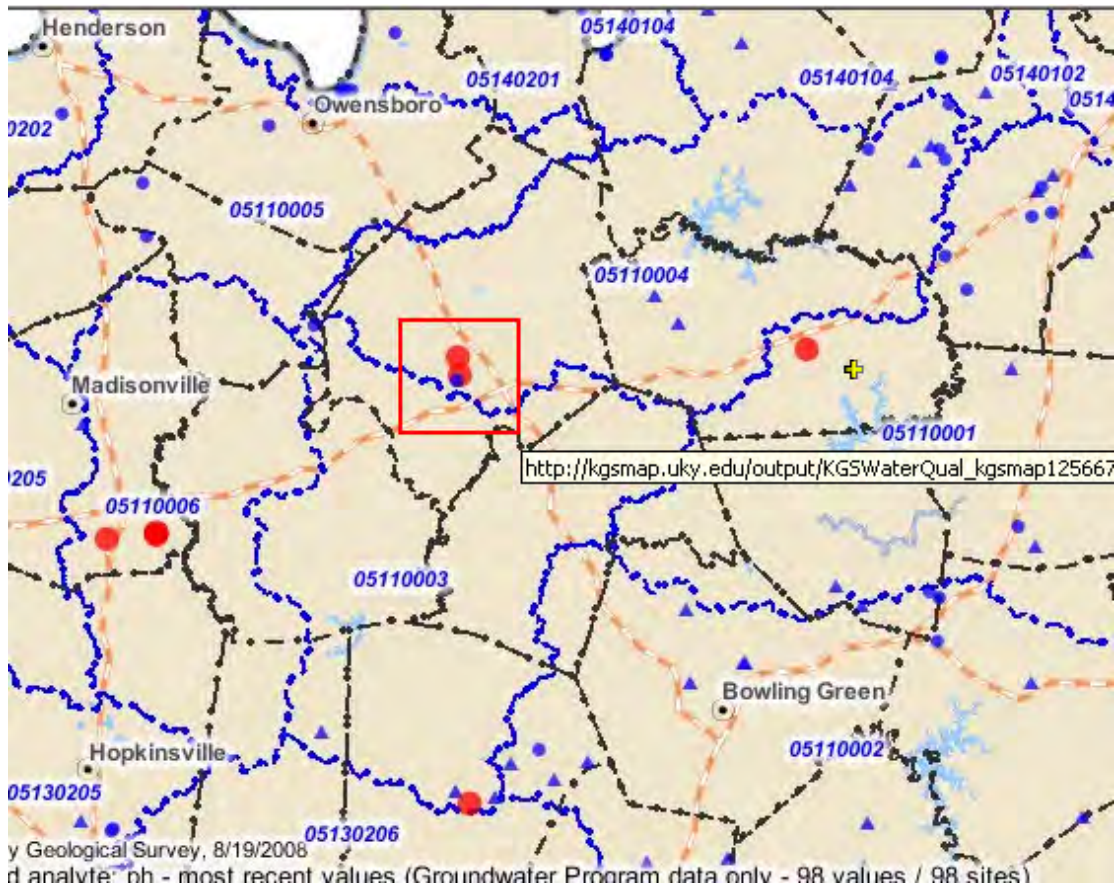 Henderson
05140104
05140201
05140104
05140102
0514
Owensboro
0202
05110005
05110004
Madisonville
05110001
http://kgsmap.uky.edu/output/KGSWaterQual_kgsmap125667
0205
05110006
05110003
Bowling Green
05110002
Hopkinsville
05130205
05130206
y Geological Survey, 8/19/2008
d analyte: ph - most recent values (Groundwater Program data only - 98 values / 98 sites)